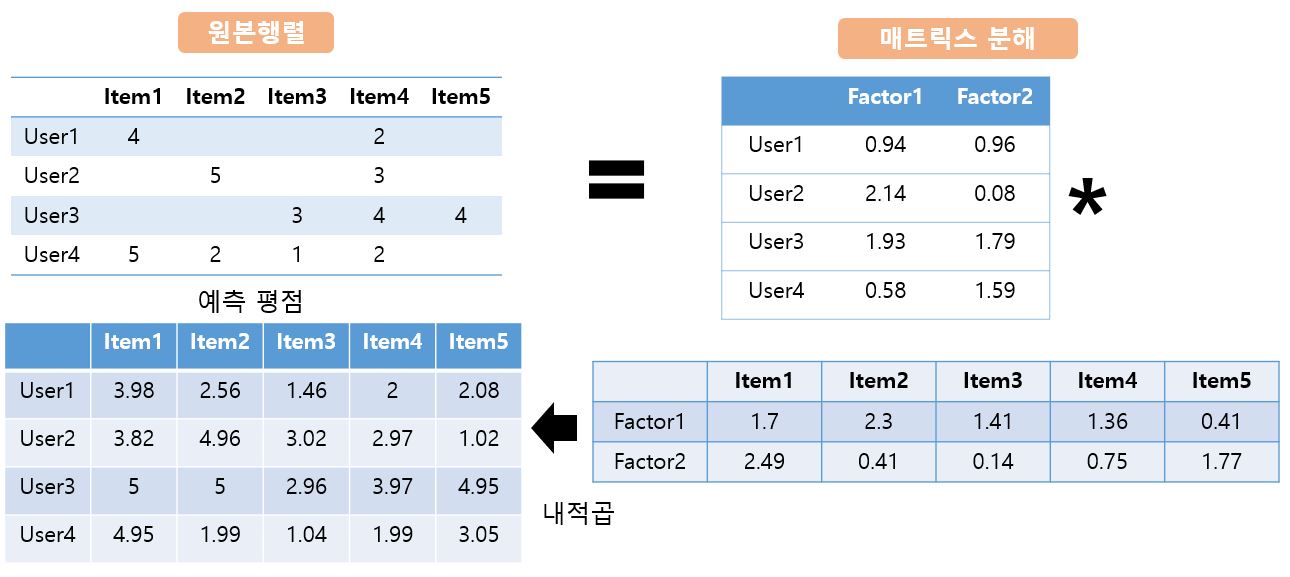 원본행렬
Item1 Item2 Item3 Item4 Item5
User1 4 2
User2 5 3
User3 3 4 4
User4 5 2 1 2
=
매트릭스 분해
Factor1 Factor2
User1 0.94 0.96
User2 2.14 0.08
User3 1.93 1.79
User4 0.58 1.59
*
Item1 Item2 Item3 Item4 Item5
Factor1 1.7 2.3 1.41 1.36 0.41
Factor2 2.49 0.41 0.14 0.75 1.77
내적곱
예측 평점
Item1 Item2 Item3 Item4 Item5
User1 3.98 2.56 1.46 2 2.08
User2 3.82 4.96 3.02 2.97 1.02
User3 5 5 2.96 3.97 4.95
User4 4.95 1.99 1.04 1.99 3.05